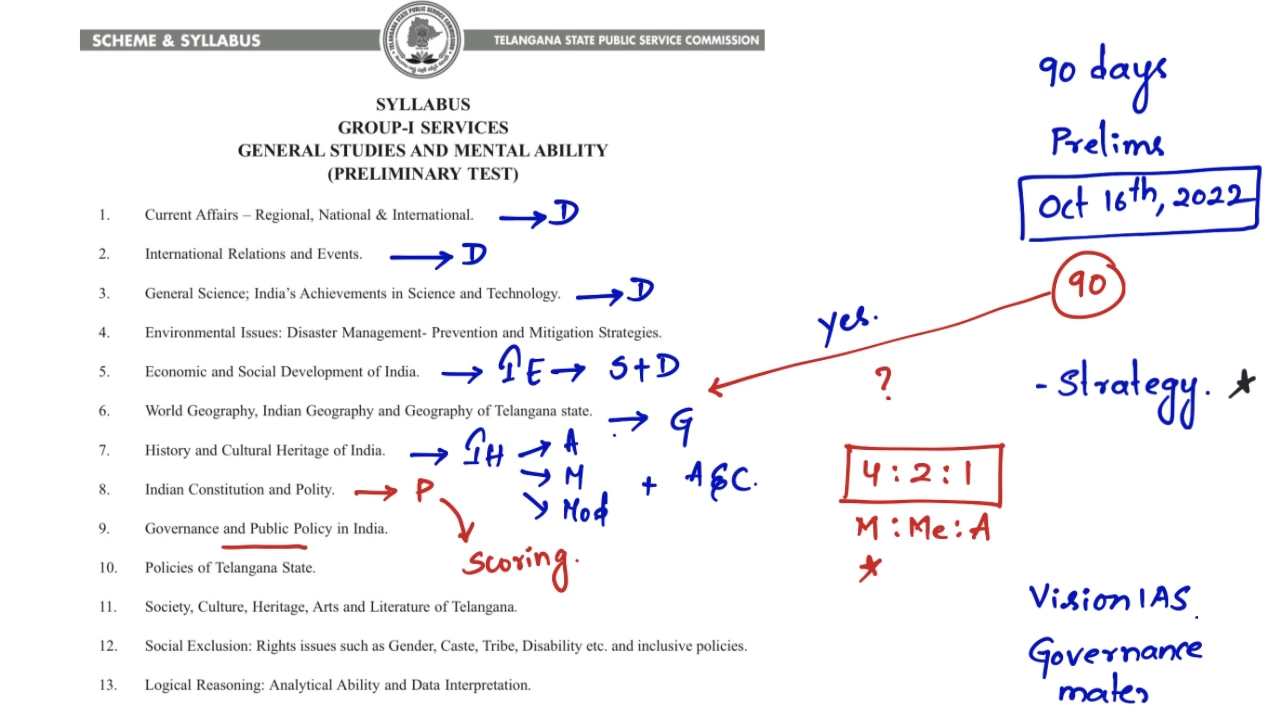 SCHEME & SYLLABUS
TELANGANA STATE PUBLIC SERVICE COMMISSION
SYLLABUS
GROUP-I SERVICES
GENERAL STUDIES AND MENTAL ABILITY
(PRELIMINARY TEST)
1. Current Affairs – Regional, National & International. → D
2. International Relations and Events. → D
3. General Science; India's Achievements in Science and Technology. → D
4. Environmental Issues: Disaster Management- Prevention and Mitigation Strategies.
5. Economic and Social Development of India. → IE → S+D
6. World Geography, Indian Geography and Geography of Telangana state. → G
7. History and Cultural Heritage of India. → IH → A
→ M + A&C.
→ Mod
8. Indian Constitution and Polity. → P
Scoring.
9. Governance and Public Policy in India.
10. Policies of Telangana State.
11. Society, Culture, Heritage, Arts and Literature of Telangana.
12. Social Exclusion: Rights issues such as Gender, Caste, Tribe, Disability etc. and inclusive policies.
13. Logical Reasoning: Analytical Ability and Data Interpretation.
90 days
Prelims
Oct 16th, 2022
90
yes.
?
- Strategy. ★
4 : 2 : 1
M : Me : A
★
Vision IAS.
Governance
mater